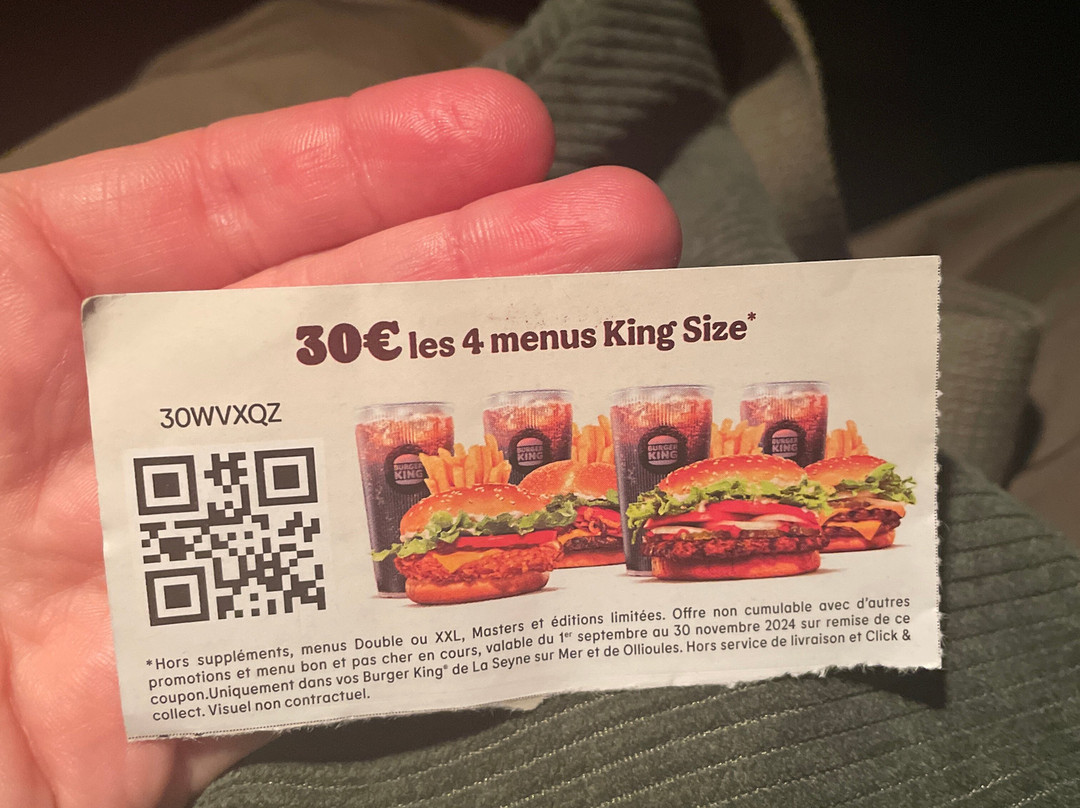 30€ les 4 menus King Size*
30WVXQZ
BURGER KING
BURGER KING
BURGER KING
BURGER KING
*Hors suppléments, menus Double ou XXL, Masters et éditions limitées. Offre non cumulable avec d'autres
promotions et menu bon et pas cher en cours, valable du 1er septembre au 30 novembre 2024 sur remise de ce
coupon.Uniquement dans vos Burger King® de La Seyne sur Mer et de Ollioules. Hors service de livraison et Click &
collect. Visuel non contractuel.